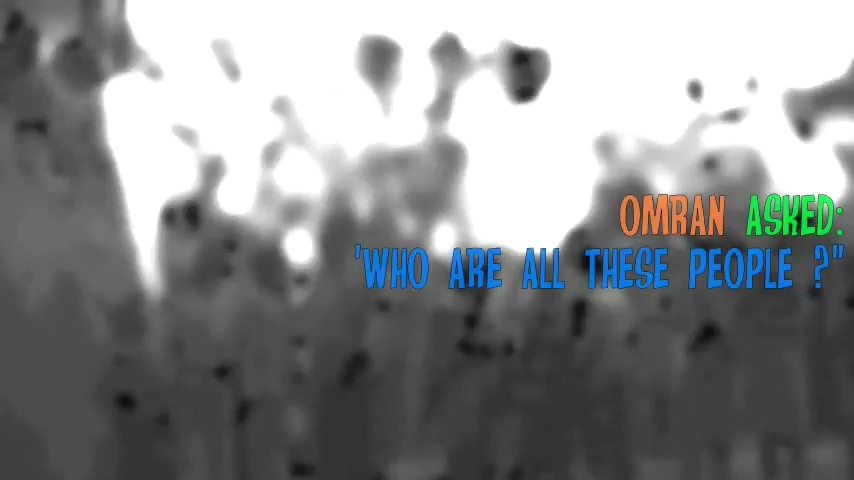 OMRAN ASKED:
'WHO ARE ALL THESE PEOPLE ?"